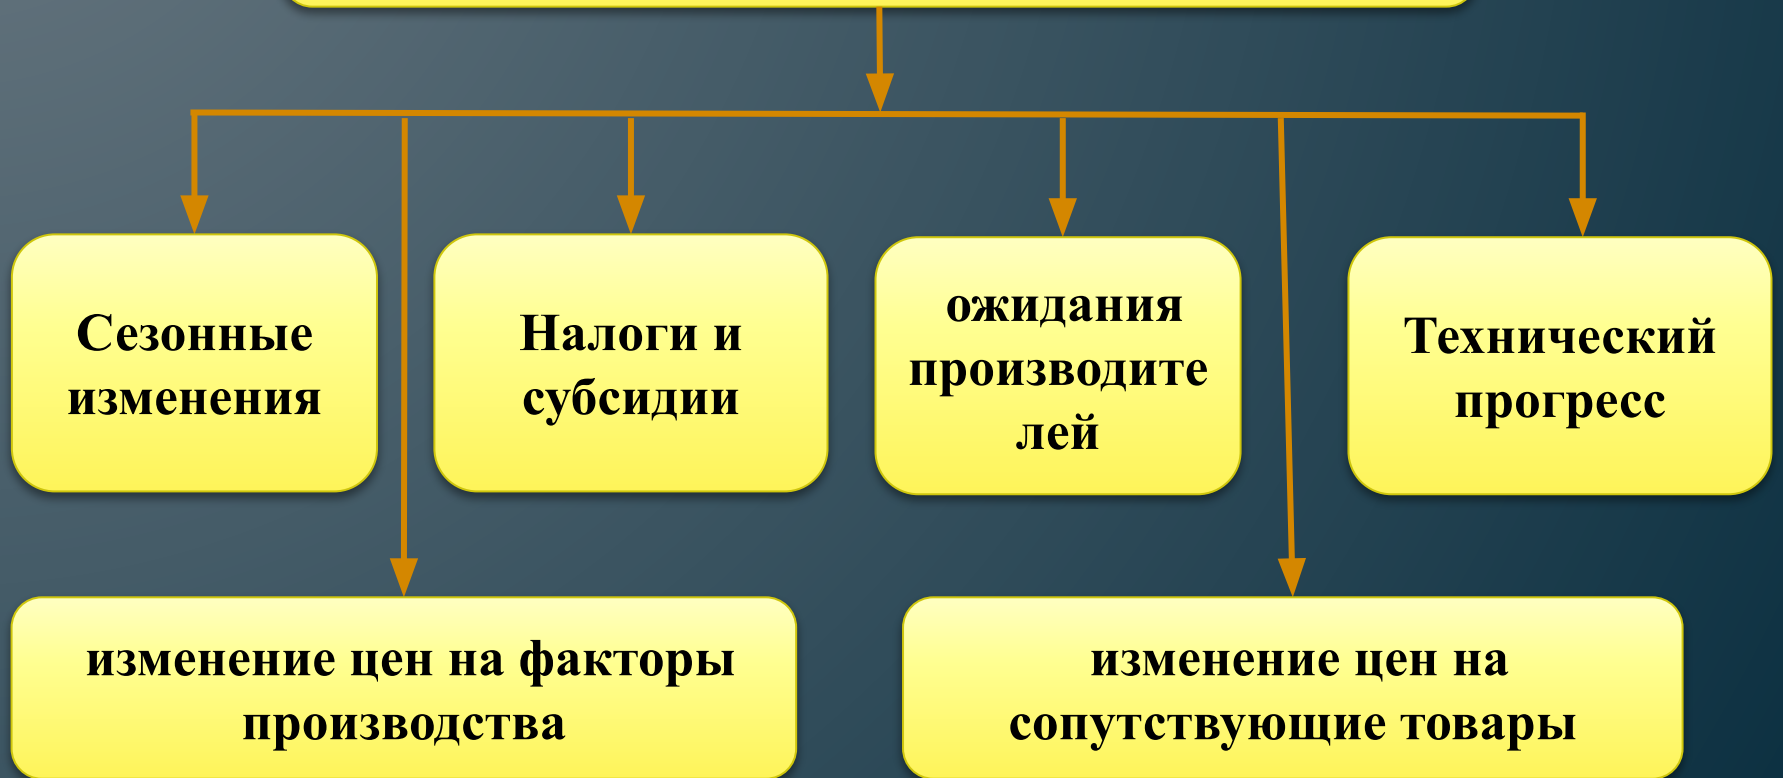 Сезонные
изменения
Налоги и
субсидии
ожидания
производите
лей
Технический
прогресс
изменение цен на факторы
производства
изменение цен на
сопутствующие товары